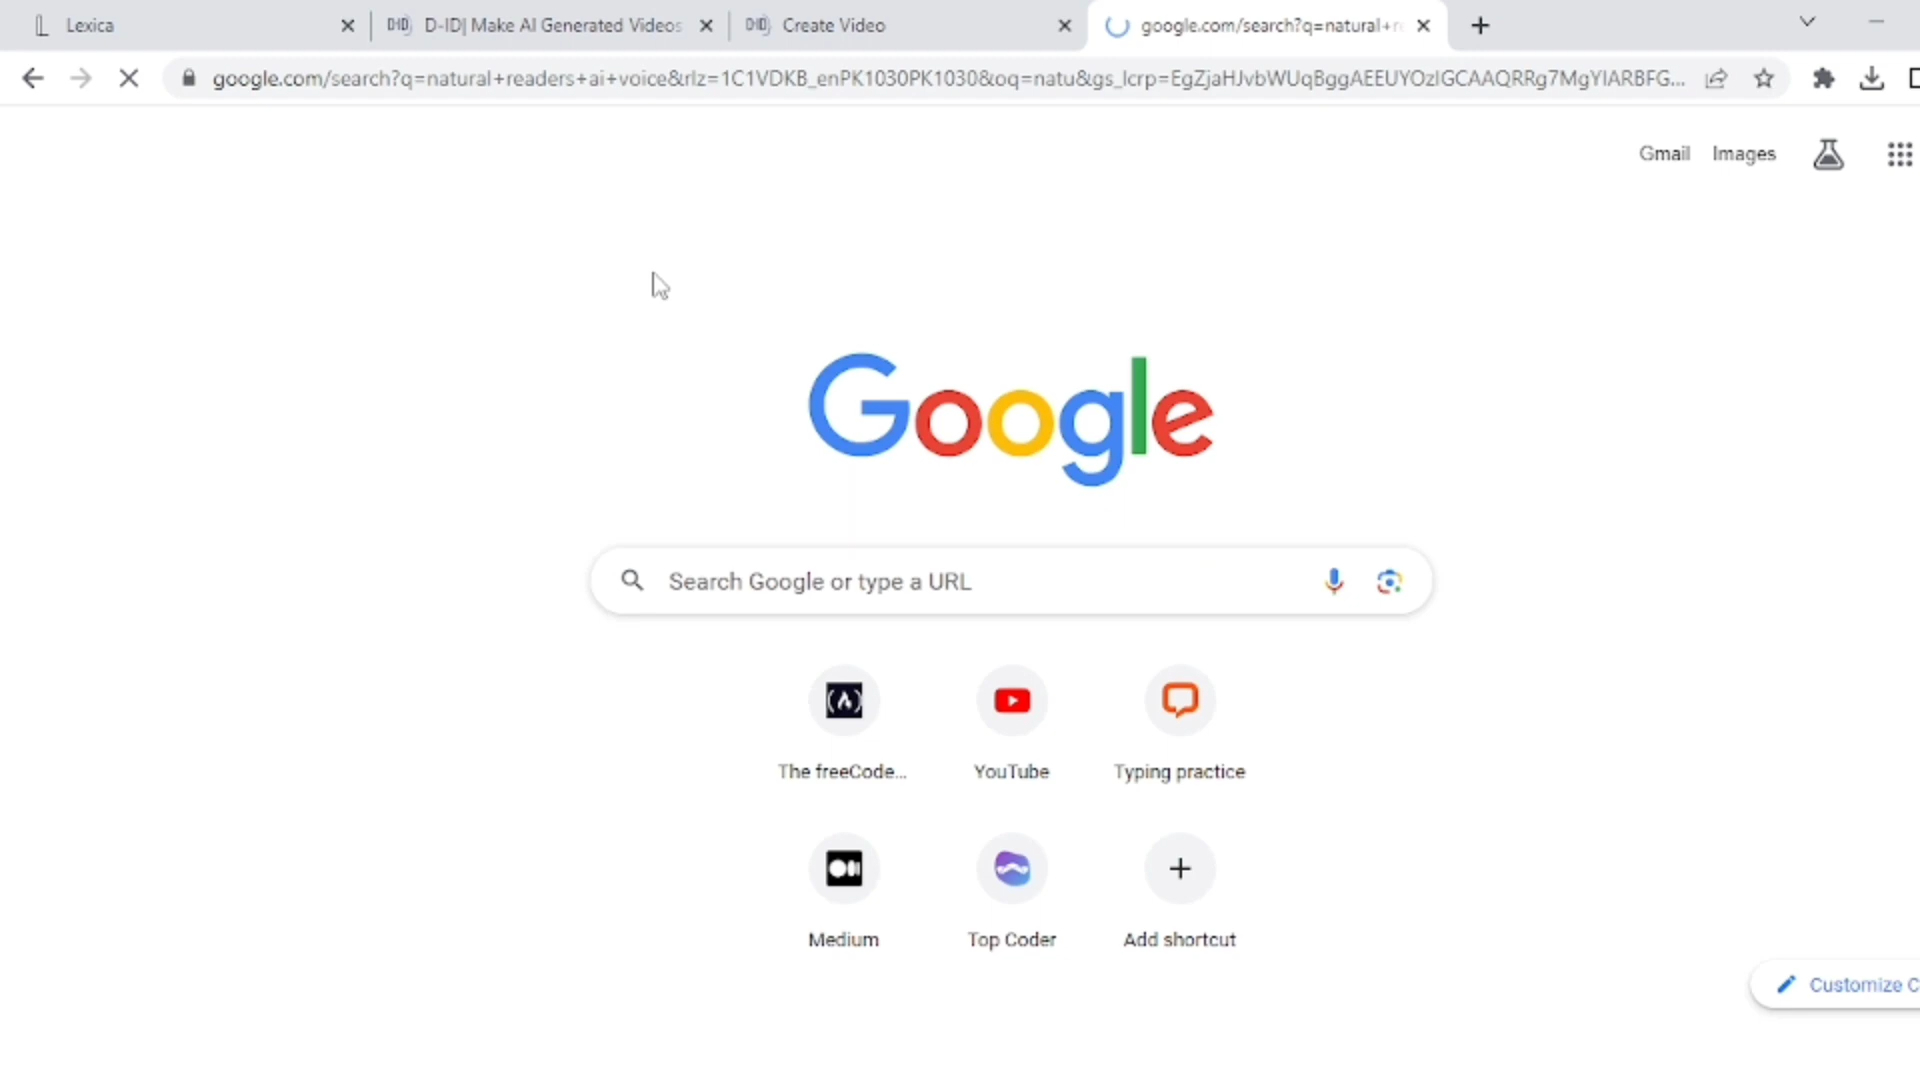 Lexica
D-ID| Make AI Generated Videos
Create Video
google.com/search?q=natural+r
google.com/search?q=natural+readers+ai+voice&rlz=1C1VDKB_enPK1030PK1030&oq=natu&gs_lcrp=EgZjaHJvbWUqBggAEEUYOzIGCAAQRRg7MgYIARBFG...
Gmail Images
Google
Search Google or type a URL
The freeCode... YouTube Typing practice
Medium Top Coder Add shortcut
Customize C